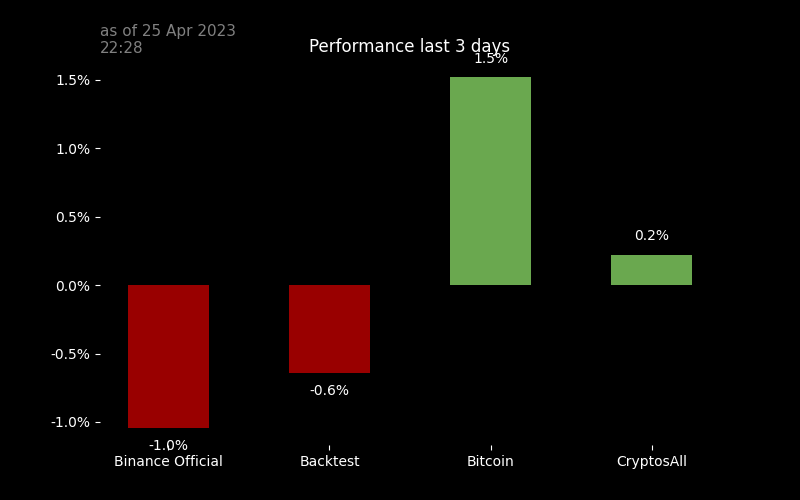 as of 25 Apr 2023
22:28
Performance last 3 days
1.5%
1.5%
1.0%
0.5%
0.2%
0.0%
-0.5%
-0.6%
-1.0%
-1.0%
Binance Official
Backtest
Bitcoin
CryptosAll